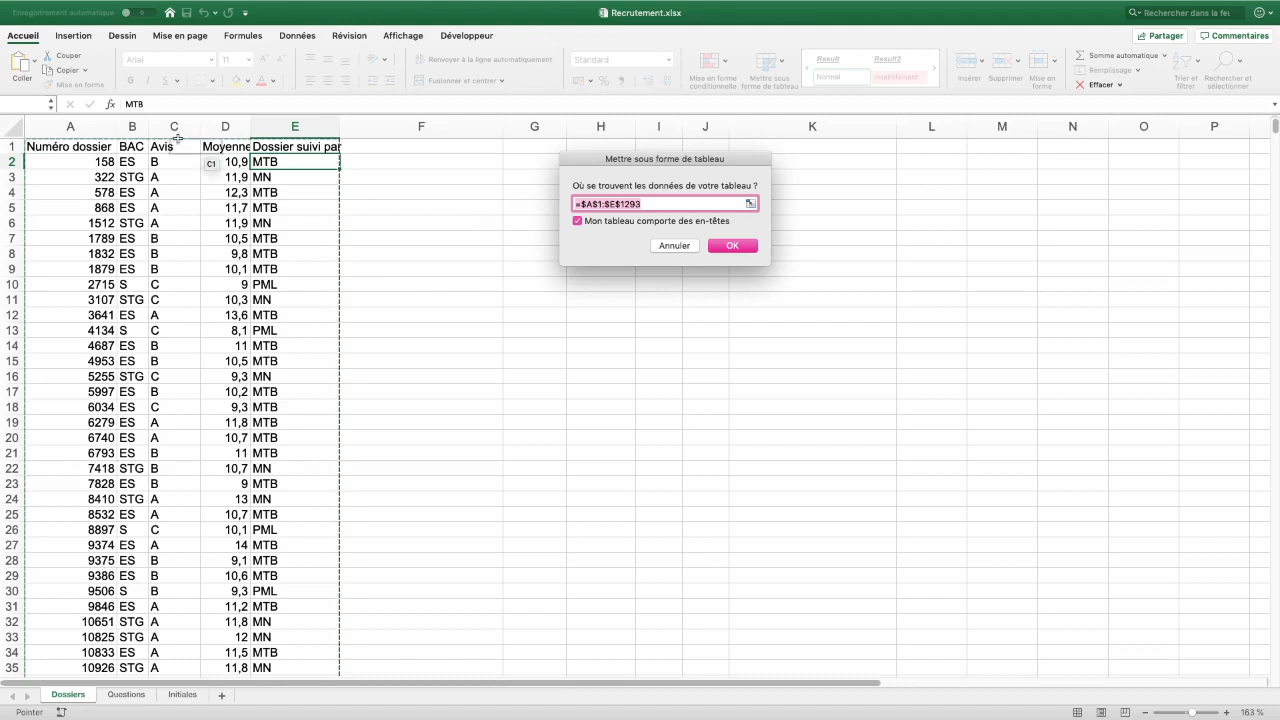 Enregistrement automatique
Recrutement.xlsx
Rechercher dans la feu
Accueil Insertion Dessin Mise en page Formules Données Révision Affichage Développeur
Partager Commentaires
Coller
Couper
Copier
Mise en forme
Arial 11
G I S
Renvoyer à la ligne automatiquement
Fusionner et centrer
Standard
Mise en forme conditionnelle
Mettre sous forme de tableau
Result Result2
Normal Insatisfaisant
Insérer Supprimer Mise en forme
Somme automatique
Remplissage
Effacer
Trier et filtrer
Rechercher et sélectionner
fx MTB
A B C D E F G H I J K L M N O P
1 Numéro dossier BAC Avis Moyenne Dossier suivi par
2 158 ES B 10,9 MTB
C1
3 322 STG A 11,9 MN
4 578 ES A 12,3 MTB
5 868 ES A 11,7 MTB
6 1512 STG A 11,9 MN
7 1789 ES B 10,5 MTB
8 1832 ES B 9,8 MTB
9 1879 ES B 10,1 MTB
10 2715 S C 9 PML
11 3107 STG C 10,3 MN
12 3641 ES A 13,6 MTB
13 4134 S C 8,1 PML
14 4687 ES B 11 MTB
15 4953 ES B 10,5 MTB
16 5255 STG C 9,3 MN
17 5997 ES B 10,2 MTB
18 6034 ES C 9,3 MTB
19 6279 ES A 11,8 MTB
20 6740 ES A 10,7 MTB
21 6793 ES B 11 MTB
22 7418 STG B 10,7 MN
23 7828 ES B 9 MTB
24 8410 STG A 13 MN
25 8532 ES A 10,7 MTB
26 8897 S C 10,1 PML
27 9374 ES A 14 MTB
28 9375 ES B 9,1 MTB
29 9386 ES B 10,6 MTB
30 9506 S B 9,3 PML
31 9846 ES A 11,2 MTB
32 10651 STG A 11,8 MN
33 10825 STG A 12 MN
34 10833 ES A 11,5 MTB
35 10926 STG A 11,8 MN
Mettre sous forme de tableau
Où se trouvent les données de votre tableau ?
=$A$1:$E$1293
Mon tableau comporte des en-têtes
Annuler OK
Dossiers Questions Initiales +
Pointer
163 %